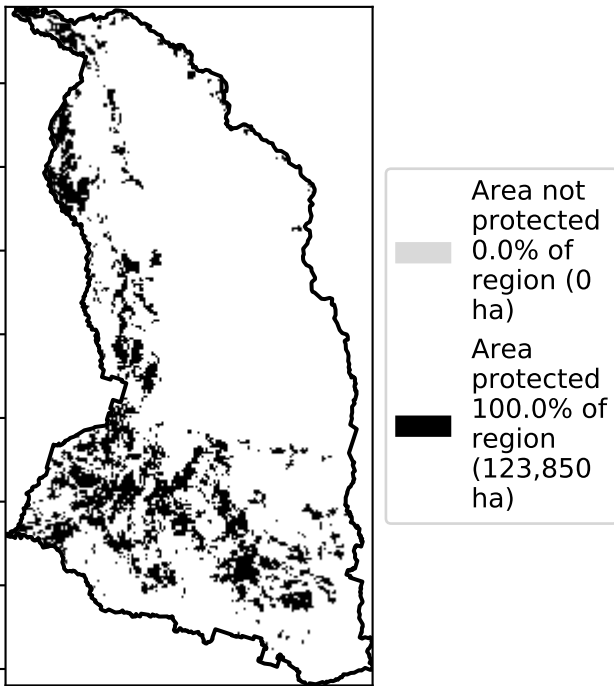 Area not
protected
0.0% of
region (0
ha)
Area
protected
100.0% of
region
(123,850
ha)